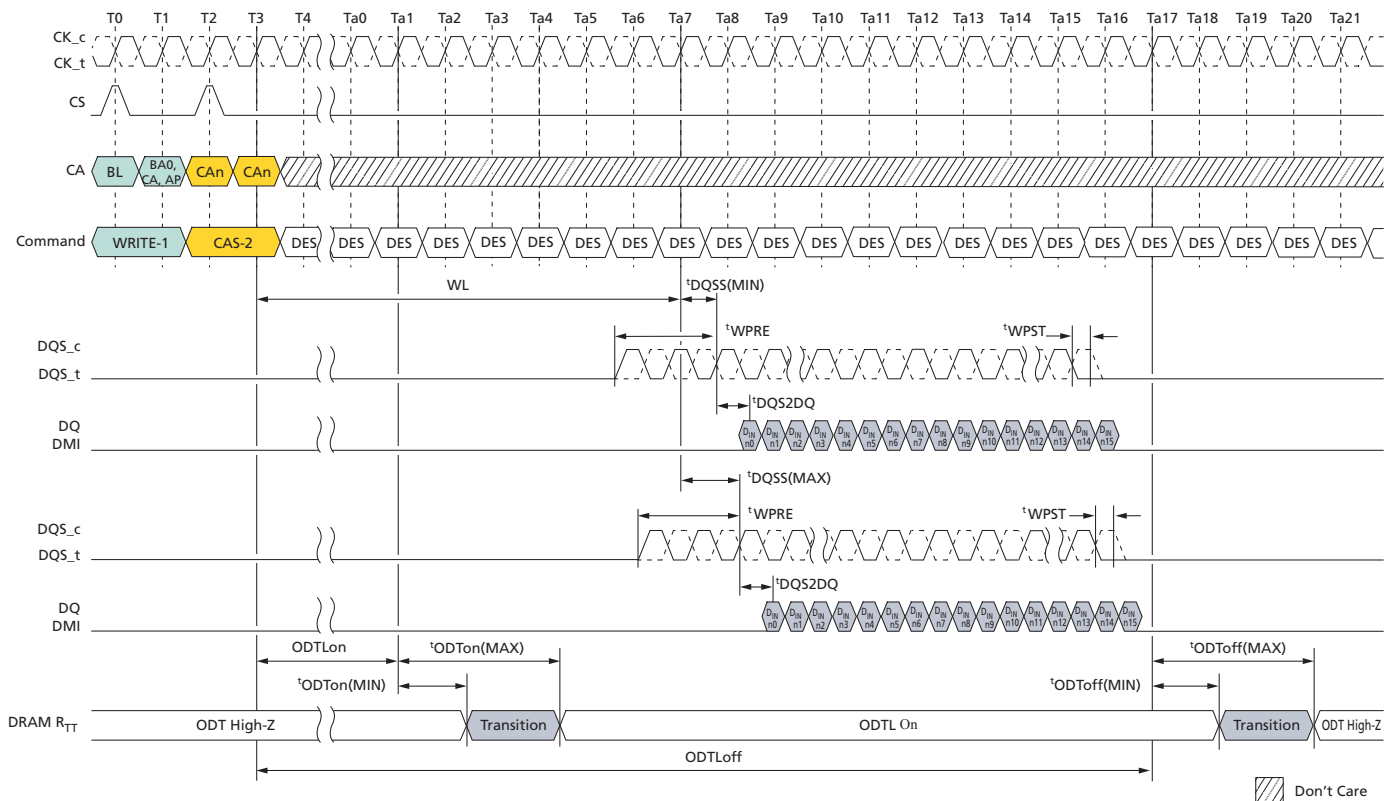 T0 T1 T2 T3 T4 Ta0 Ta1 Ta2 Ta3 Ta4 Ta5 Ta6 Ta7 Ta8 Ta9 Ta10 Ta11 Ta12 Ta13 Ta14 Ta15 Ta16 Ta17 Ta18 Ta19 Ta20 Ta21
CK_c
CK_t
CS
CA BL BA0, CA, AP CAn CAn
Command WRITE-1 CAS-2 DES DES DES DES DES DES DES DES DES DES DES DES DES DES DES DES DES DES DES DES DES DES DES
WL tDQSS(MIN)
tWPRE tWPST
DQS_c
DQS_t
tDQS2DQ
DQ
DMI
DIN n0 DIN n1 DIN n2 DIN n3 DIN n4 DIN n5 DIN n6 DIN n7 DIN n8 DIN n9 DIN n10 DIN n11 DIN n12 DIN n13 DIN n14 DIN n15
tDQSS(MAX)
tWPRE tWPST
DQS_c
DQS_t
tDQS2DQ
DQ
DMI
DIN n0 DIN n1 DIN n2 DIN n3 DIN n4 DIN n5 DIN n6 DIN n7 DIN n8 DIN n9 DIN n10 DIN n11 DIN n12 DIN n13 DIN n14 DIN n15
ODTLon tODTon(MAX) tODToff(MAX)
tODTon(MIN) tODToff(MIN)
DRAM RTT ODT High-Z Transition ODTL On Transition ODT High-Z
ODTLoff
Don't Care